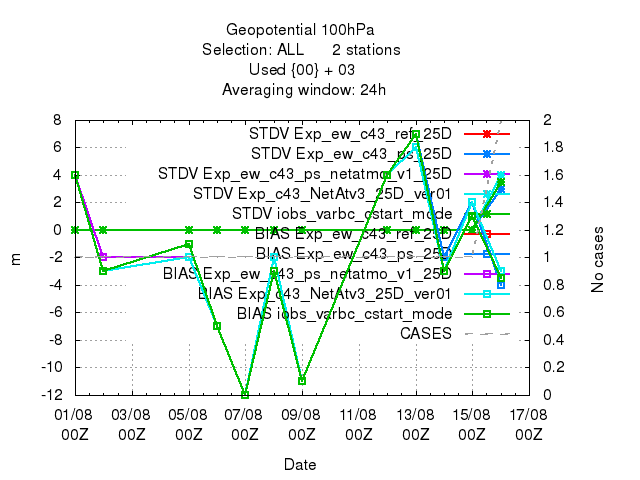 Geopotential 100hPa
Selection: ALL 2 stations
Used {00} + 03
Averaging window: 24h
8 2
6 1.8
4 1.6
2 1.4
0 1.2
-2 1
-4 0.8
-6 0.6
-8 0.4
-10 0.2
-12 0
STDV Exp_ew_c43_ref_25D
STDV Exp_ew_c43_ps_25D
STDV Exp_ew_c43_ps_netatmo_v1_25D
STDV Exp_c43_NetAtv3_25D_ver01
STDV iobs_varbc_cstart_mode
BIAS Exp_ew_c43_ref_25D
BIAS Exp_ew_c43_ps_25D
BIAS Exp_ew_c43_ps_netatmo_v1_25D
BIAS Exp_c43_NetAtv3_25D_ver01
BIAS iobs_varbc_cstart_mode
CASES
m
No cases
01/08 03/08 05/08 07/08 09/08 11/08 13/08 15/08 17/08
00Z 00Z 00Z 00Z 00Z 00Z 00Z 00Z 00Z
Date